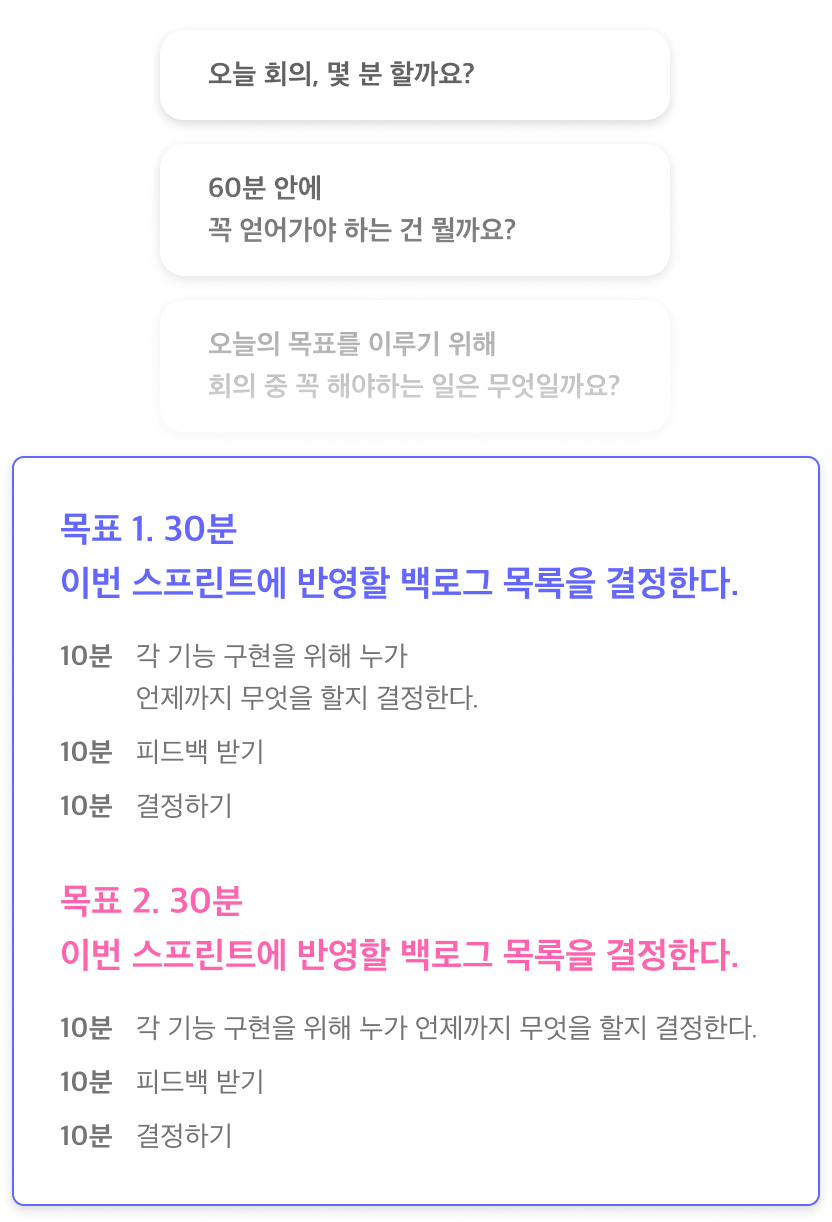 오늘 회의, 몇 분 할까요?
60분 안에
꼭 얻어가야 하는 건 뭘까요?
오늘의 목표를 이루기 위해
회의 중 꼭 해야하는 일은 무엇일까요?
목표 1. 30분
이번 스프린트에 반영할 백로그 목록을 결정한다.
10분 각 기능 구현을 위해 누가
언제까지 무엇을 할지 결정한다.
10분 피드백 받기
10분 결정하기
목표 2. 30분
이번 스프린트에 반영할 백로그 목록을 결정한다.
10분 각 기능 구현을 위해 누가 언제까지 무엇을 할지 결정한다.
10분 피드백 받기
10분 결정하기